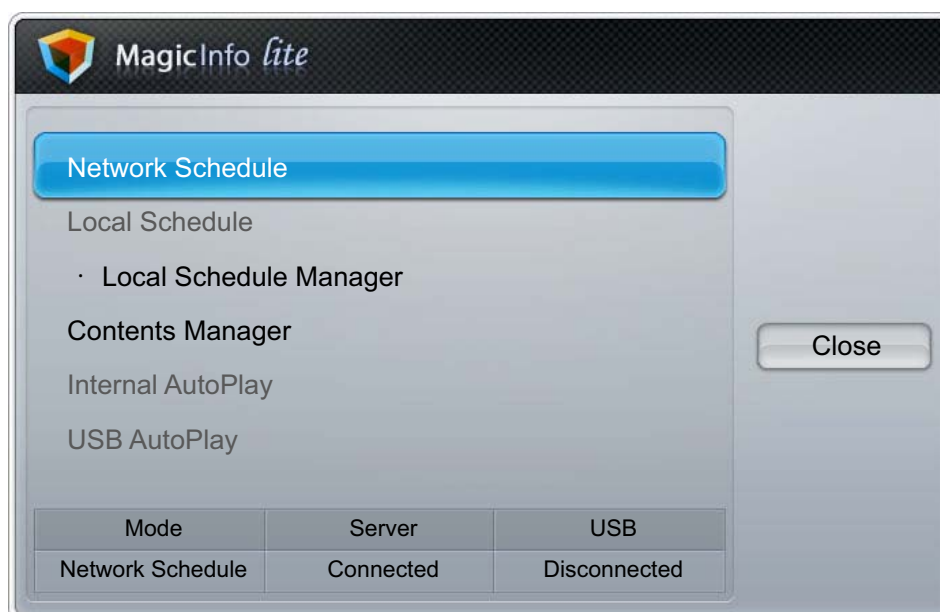 MagicInfo lite
Network Schedule
Local Schedule
· Local Schedule Manager
Contents Manager
Close
Internal AutoPlay
USB AutoPlay
Mode Server USB
Network Schedule Connected Disconnected